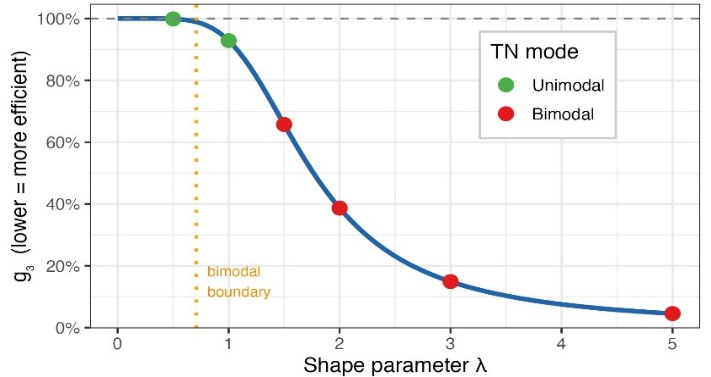 100%
80%
60%
40%
20%
0%
g₃ (lower = more efficient)
TN mode
Unimodal
Bimodal
bimodal
boundary
0 1 2 3 4 5
Shape parameter λ